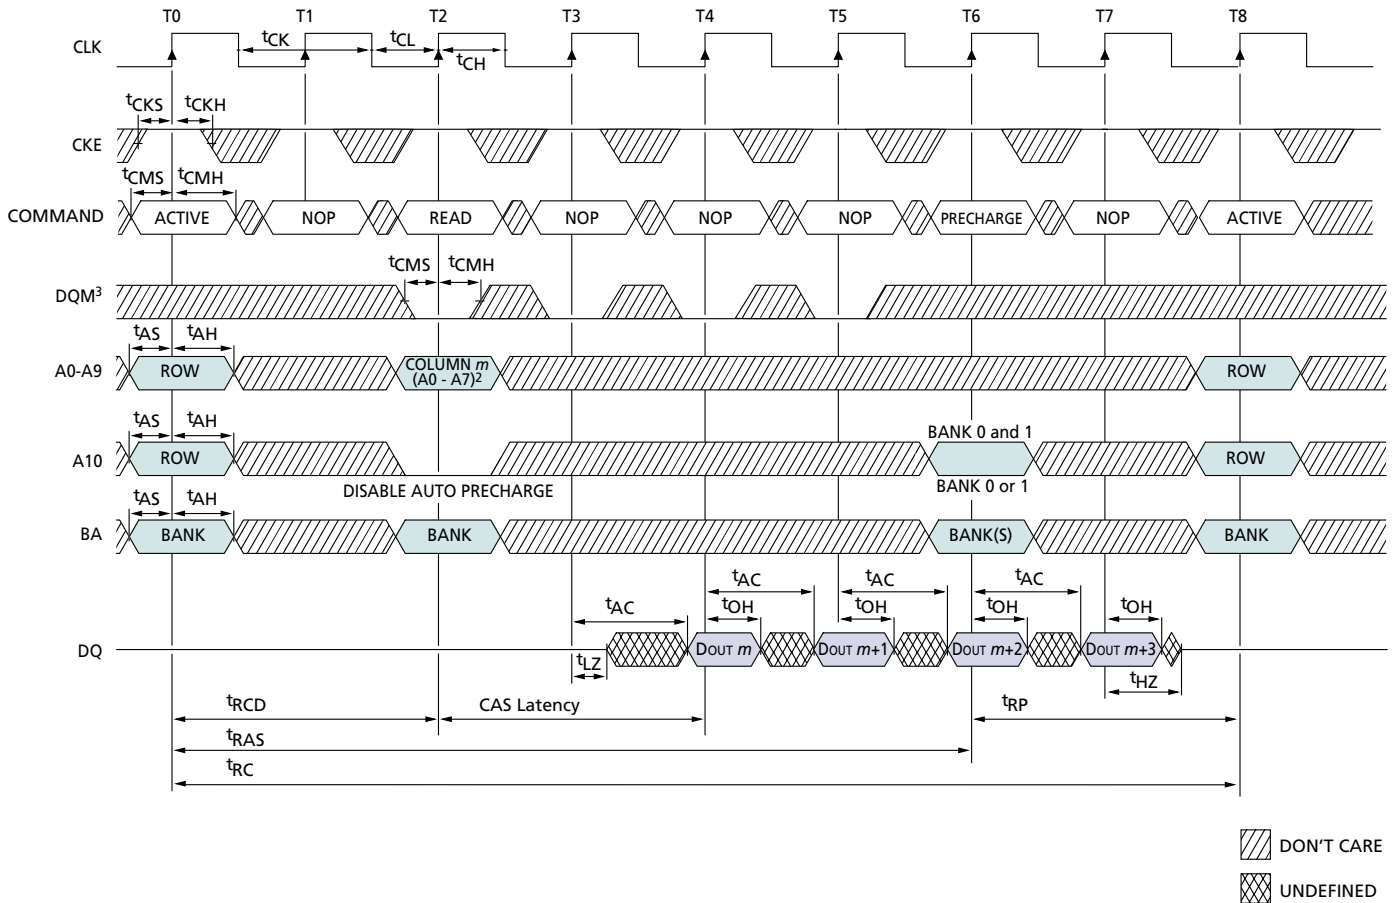 T0 T1 T2 T3 T4 T5 T6 T7 T8
CLK
tCK tCL tCH
tCKS tCKH
CKE
tCMS tCMH
COMMAND ACTIVE NOP READ NOP NOP NOP PRECHARGE NOP ACTIVE
tCMS tCMH
DQM3
tAS tAH
A0-A9 ROW COLUMN m ROW
(A0 - A7)2
tAS tAH
BANK 0 and 1
A10 ROW ROW
DISABLE AUTO PRECHARGE BANK 0 or 1
tAS tAH
BA BANK BANK BANK(S) BANK
tAC tAC tAC tAC
tOH tOH tOH tOH
DQ DOUT m DOUT m+1 DOUT m+2 DOUT m+3
tLZ tHZ
tRCD CAS Latency tRP
tRAS
tRC
DON'T CARE
UNDEFINED